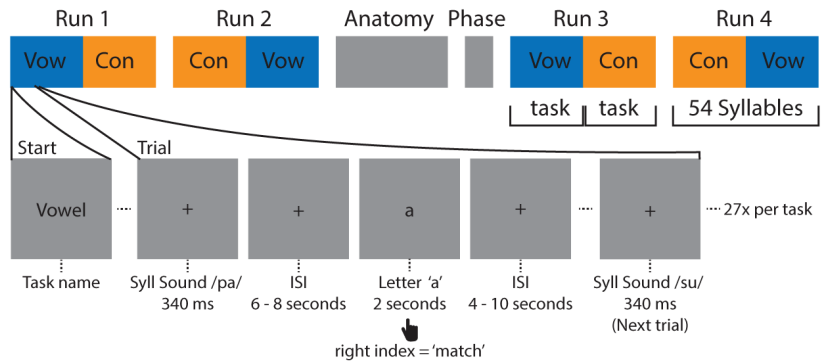 Run 1 Run 2 Anatomy Phase Run 3 Run 4
Vow Con Con Vow Vow Con Con Vow
task task 54 Syllables
Start Trial
Vowel + + a + + 27x per task
Task name Syll Sound /pa/ ISI Letter ‘a’ ISI Syll Sound /su/
340 ms 6 - 8 seconds 2 seconds 4 - 10 seconds 340 ms
(Next trial)
right index = ‘match’